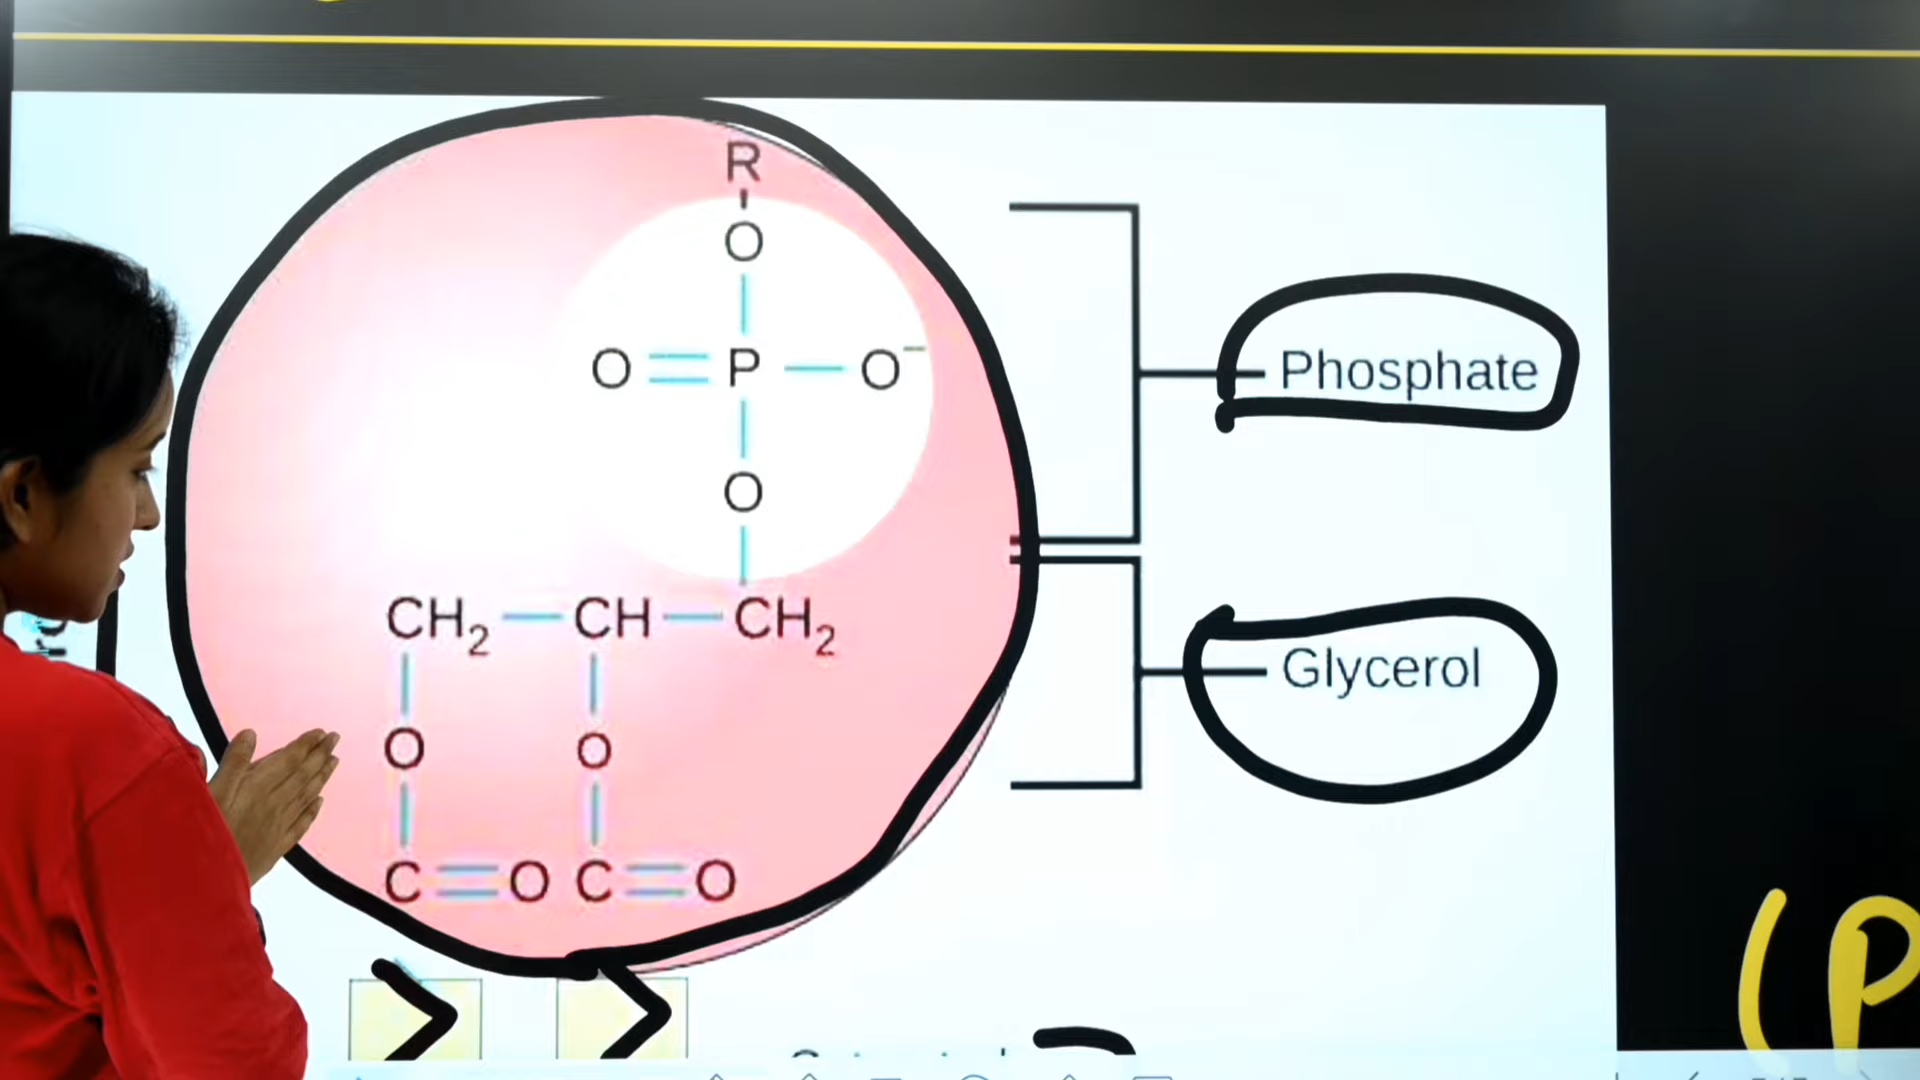 R
O
O P O⁻
Phosphate
O
CH₂ CH CH₂
Glycerol
O O
C O C O
(P